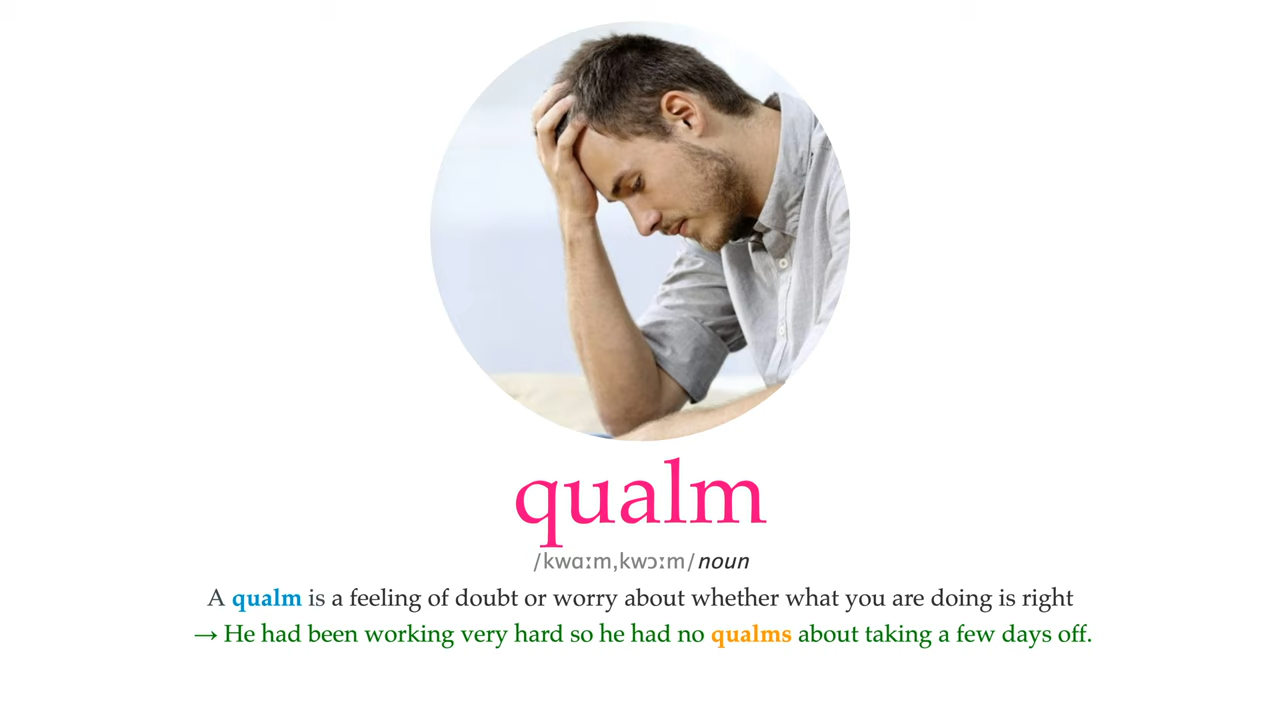 qualm
/kwɑːm,kwɔːm/noun
A qualm is a feeling of doubt or worry about whether what you are doing is right
→ He had been working very hard so he had no qualms about taking a few days off.